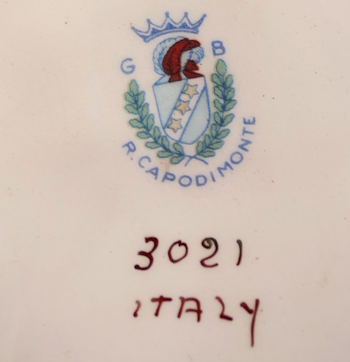 G B
R. CAPODIMONTE
3021
ITALY